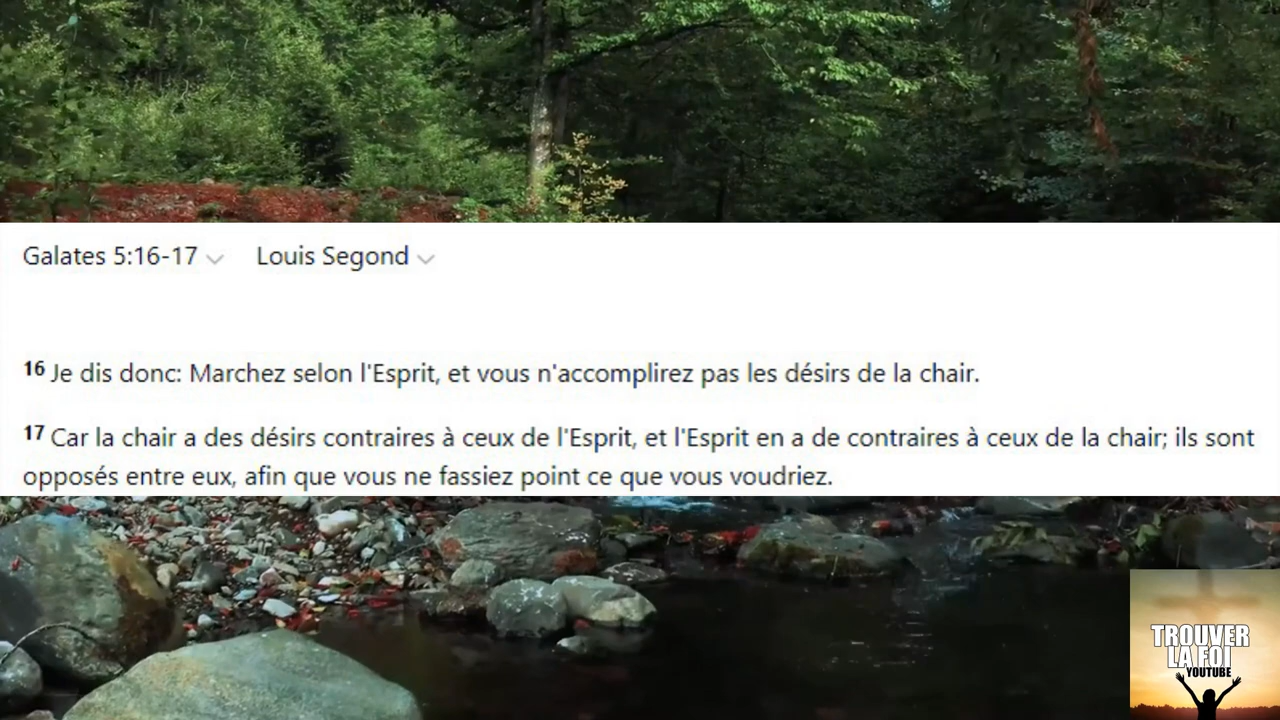 Galates 5:16-17 Louis Segond
16 Je dis donc: Marchez selon l'Esprit, et vous n'accomplirez pas les désirs de la chair.
17 Car la chair a des désirs contraires à ceux de l'Esprit, et l'Esprit en a de contraires à ceux de la chair; ils sont
opposés entre eux, afin que vous ne fassiez point ce que vous voudriez.
TROUVER
LA FOI
YOUTUBE